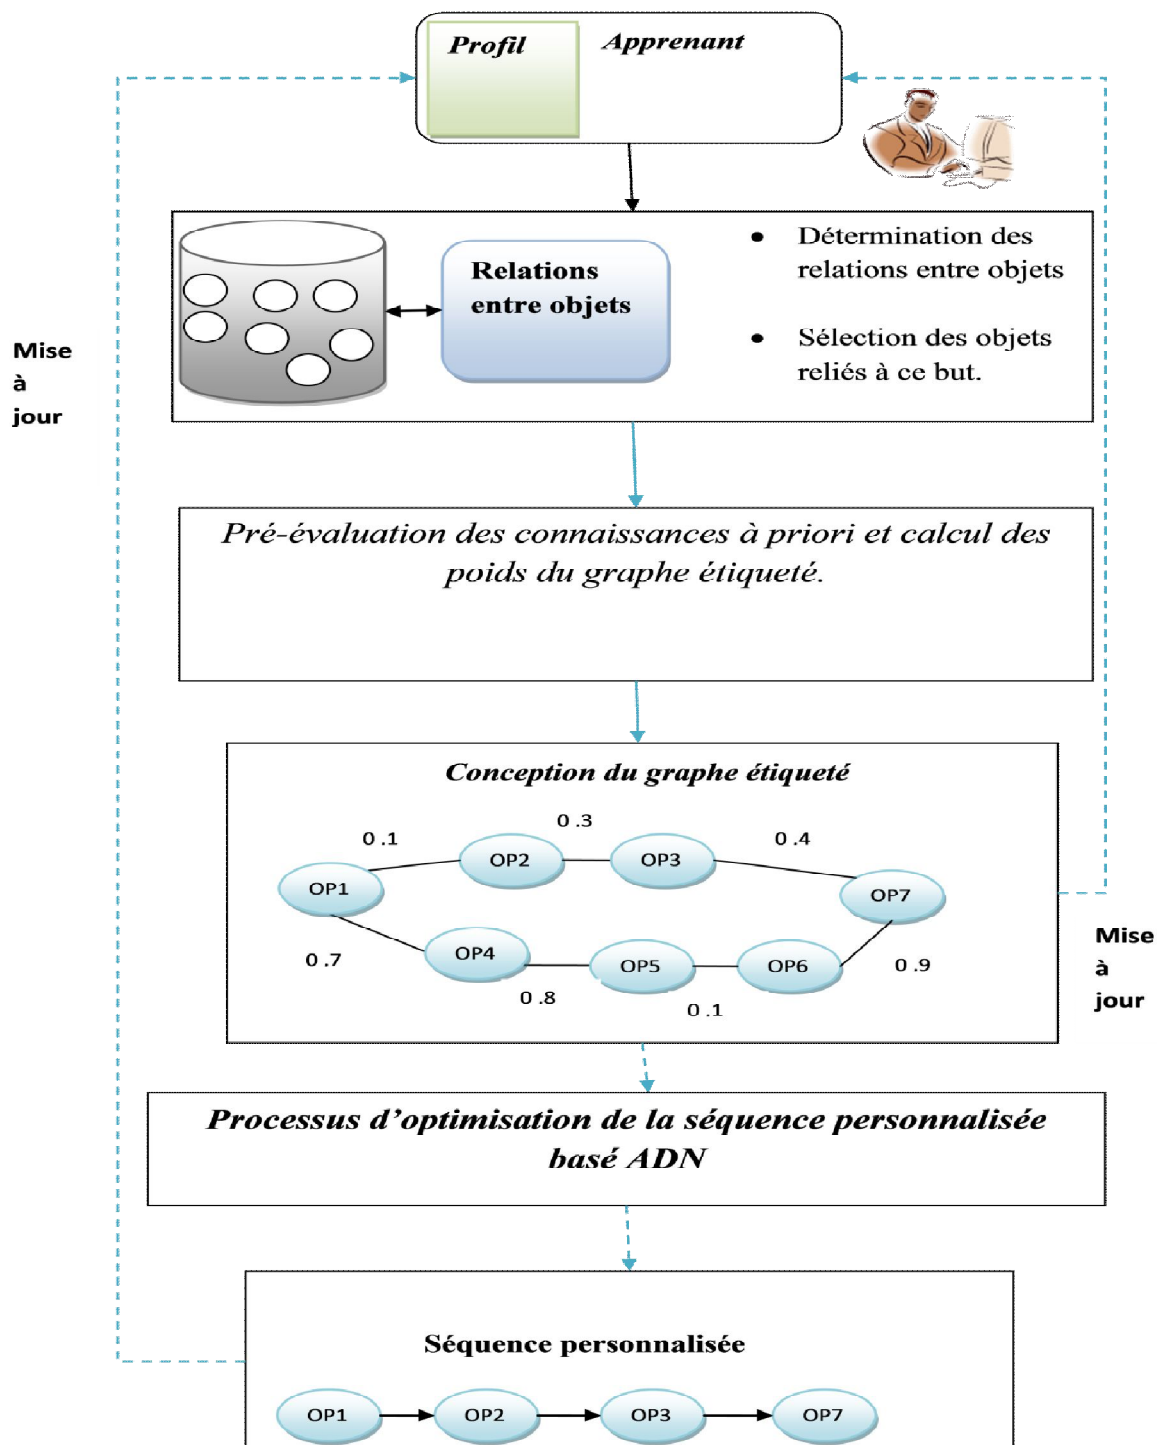 Profil
Apprenant
Relations
entre objets
• Détermination des
relations entre objets
• Sélection des objets
reliés à ce but.
Mise
à
jour
Pré-évaluation des connaissances à priori et calcul des
poids du graphe étiqueté.
Conception du graphe étiqueté
0 .1
0 .3
0 .4
OP2
OP3
OP1
OP7
OP4
OP5
OP6
0 .7
0 .8
0 .1
0 .9
Mise
à
jour
Processus d’optimisation de la séquence personnalisée
basé ADN
Séquence personnalisée
OP1
OP2
OP3
OP7